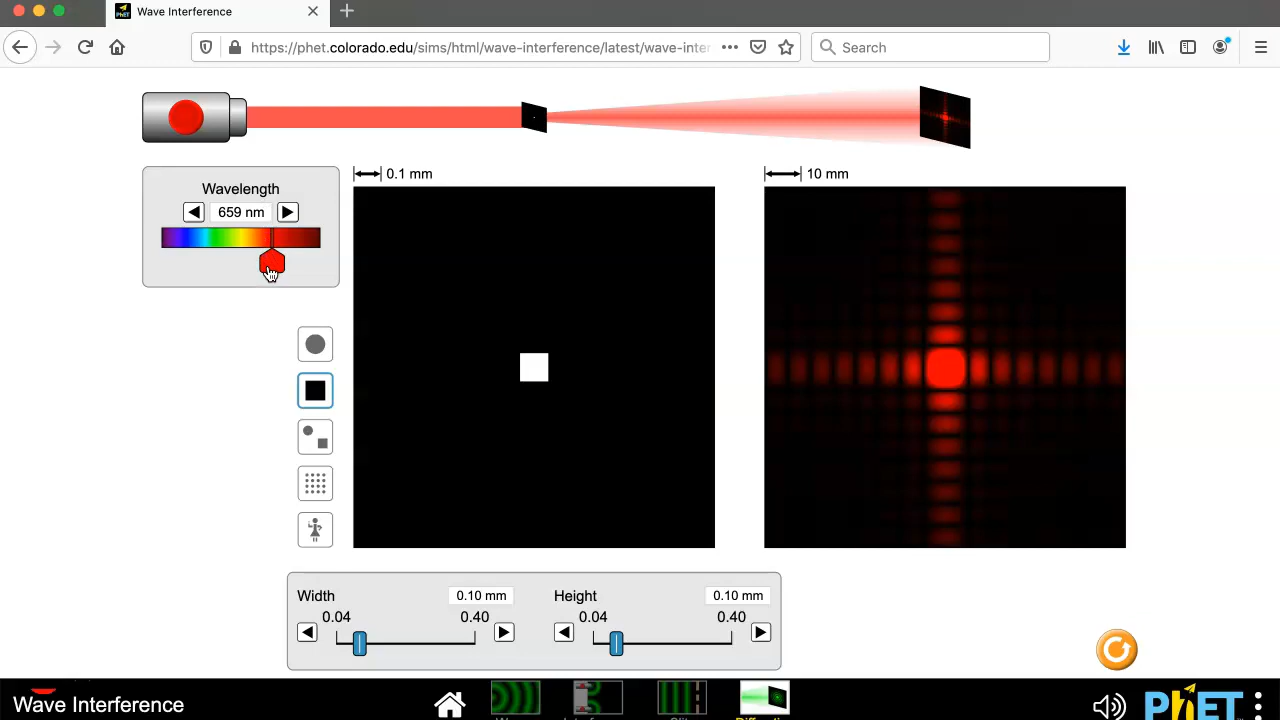 PhET
Wave Interference
https://phet.colorado.edu/sims/html/wave-interference/latest/wave-inter
Search
Wavelength
659 nm
0.1 mm
10 mm
Width
0.10 mm
0.04
0.40
Height
0.10 mm
0.04
0.40
Wave Interference
PhET